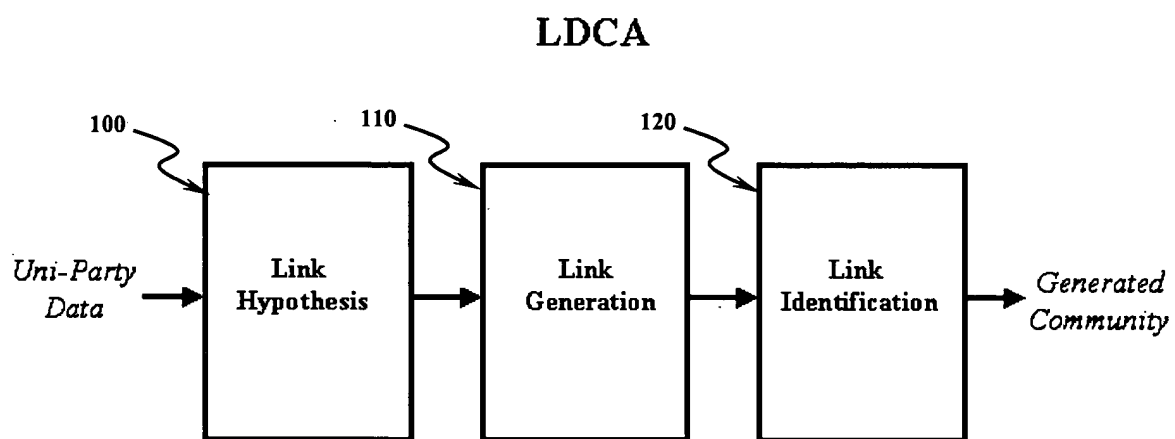 LDCA
100
110
120
Uni-Party
Data
Link
Hypothesis
Link
Generation
Link
Identification
Generated
Community